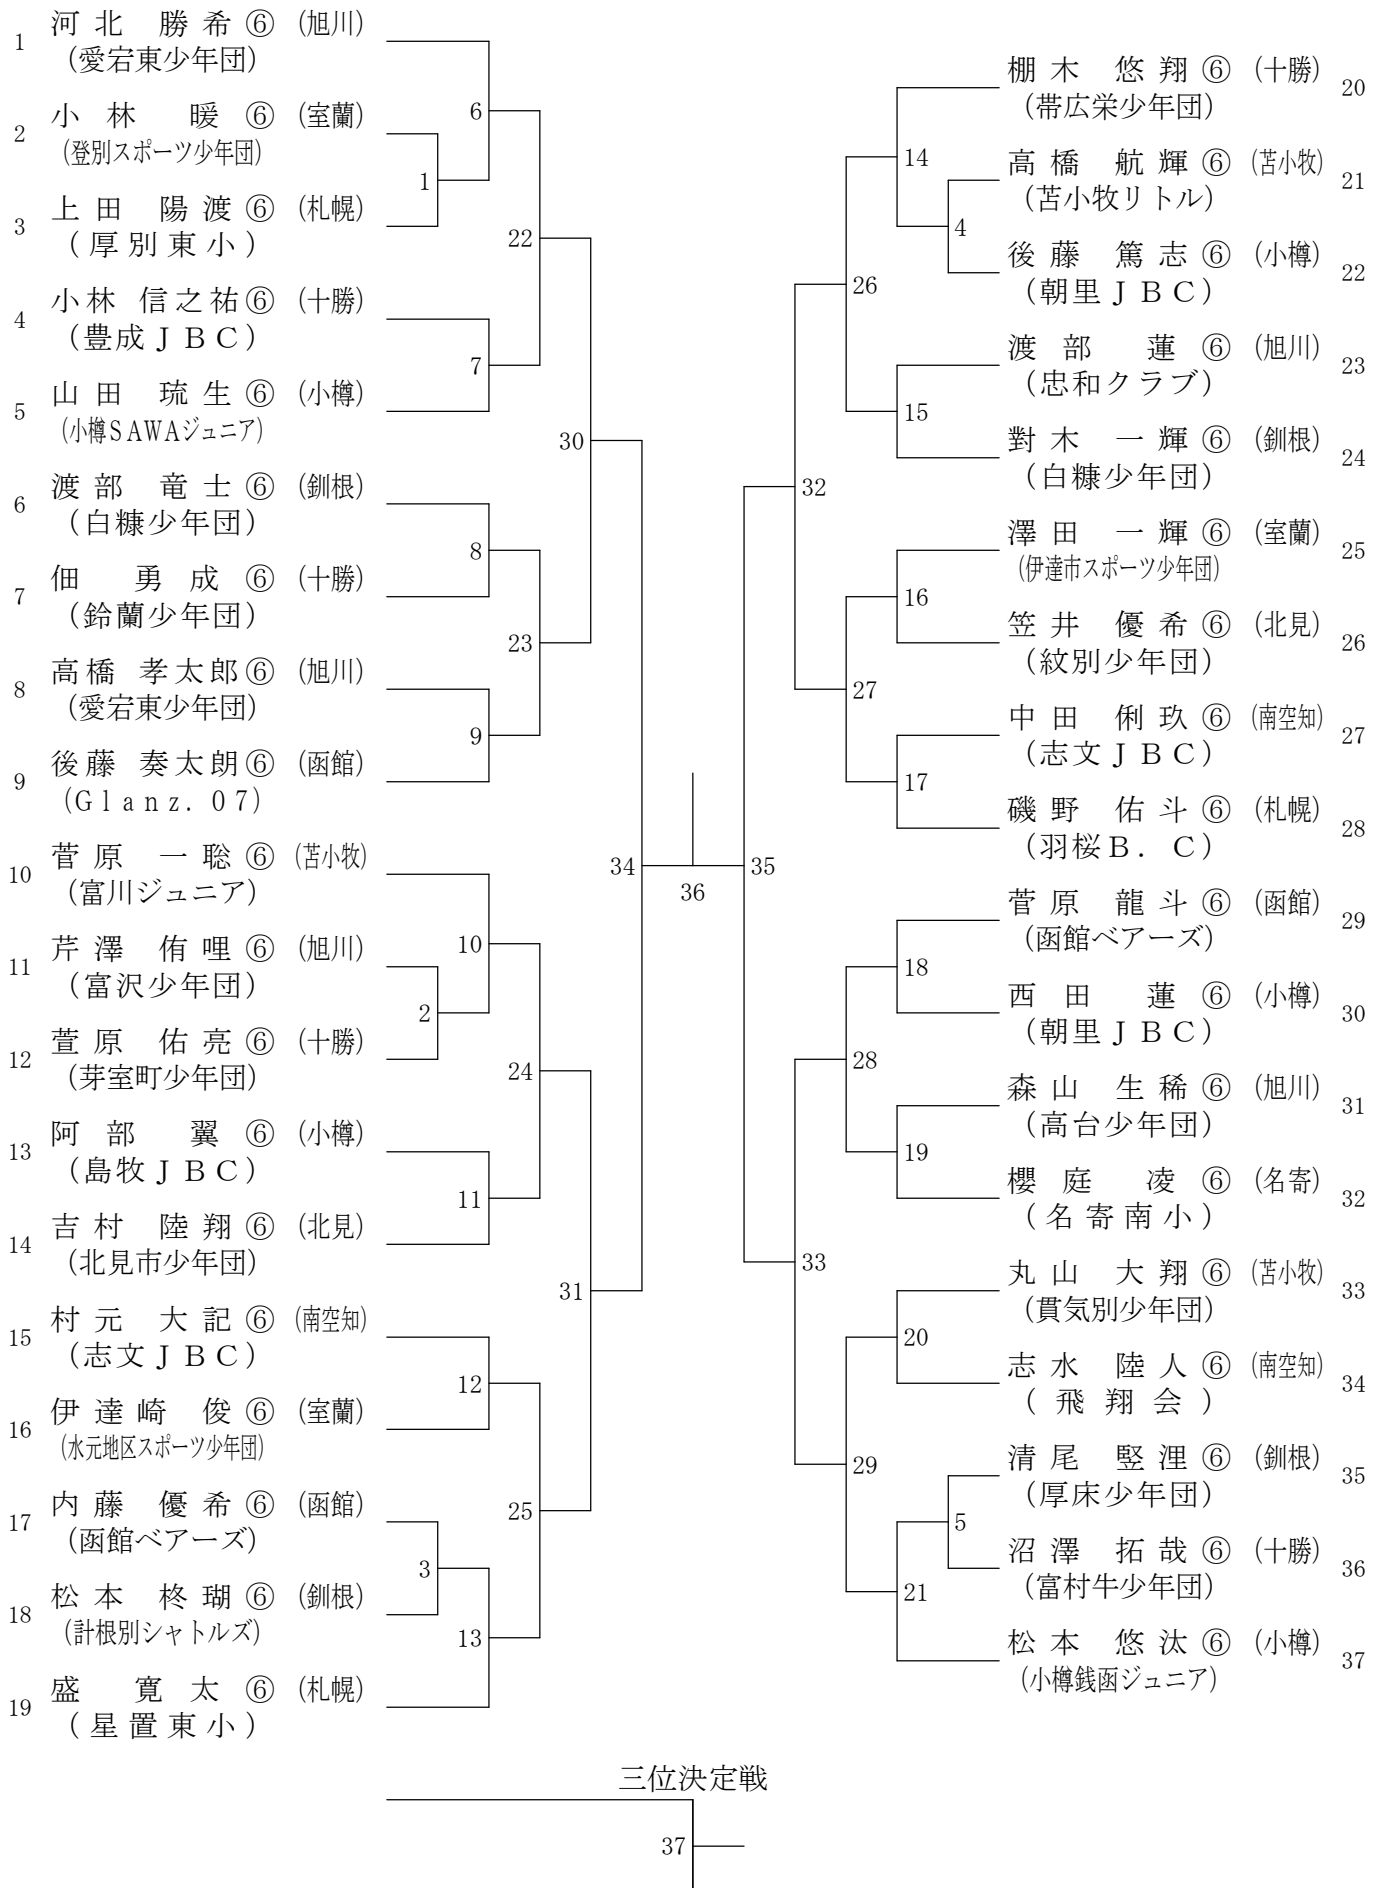 1 河北 勝希⑥ (旭川)
(愛宕東少年団)
2 小林 暖⑥ (室蘭)
(登別スポーツ少年団)
3 上田 陽渡⑥ (札幌)
(厚別東小)
4 小林 信之祐⑥ (十勝)
(豊成ＪＢＣ)
5 山田 琉生⑥ (小樽)
(小樽ＳＡＷＡジュニア)
6 渡部 竜士⑥ (釧根)
(白糠少年団)
7 佃 勇成⑥ (十勝)
(鈴蘭少年団)
8 高橋 孝太郎⑥ (旭川)
(愛宕東少年団)
9 後藤 奏太朗⑥ (函館)
(Glanz. 07)
10 菅原 一聡⑥ (苫小牧)
(富川ジュニア)
11 芹澤 侑哩⑥ (旭川)
(富沢少年団)
12 萱原 佑亮⑥ (十勝)
(芽室町少年団)
13 阿部 翼⑥ (小樽)
(島牧ＪＢＣ)
14 吉村 陸翔⑥ (北見)
(北見市少年団)
15 村元 大記⑥ (南空知)
(志文ＪＢＣ)
16 伊達崎 俊⑥ (室蘭)
(水元地区スポーツ少年団)
17 内藤 優希⑥ (函館)
(函館ベアーズ)
18 松本 柊瑚⑥ (釧根)
(計根別シャトルズ)
19 盛 寛太⑥ (札幌)
(星置東小)
6
1
22
7
30
8
23
9
34
10
2
24
11
31
12
25
3
13
36
棚木 悠翔⑥ (十勝) 20
(帯広栄少年団)
高橋 航輝⑥ (苫小牧) 21
(苫小牧リトル)
後藤 篤志⑥ (小樽) 22
(朝里ＪＢＣ)
渡部 蓮⑥ (旭川) 23
(忠和クラブ)
對木 一輝⑥ (釧根) 24
(白糠少年団)
澤田 一輝⑥ (室蘭) 25
(伊達市スポーツ少年団)
笠井 優希⑥ (北見) 26
(紋別少年団)
中田 俐玖⑥ (南空知) 27
(志文ＪＢＣ)
磯野 佑斗⑥ (札幌) 28
(羽桜Ｂ．Ｃ)
菅原 龍斗⑥ (函館) 29
(函館ベアーズ)
西田 蓮⑥ (小樽) 30
(朝里ＪＢＣ)
森山 生稀⑥ (旭川) 31
(高台少年団)
櫻庭 凌⑥ (名寄) 32
(名寄南小)
丸山 大翔⑥ (苫小牧) 33
(貫気別少年団)
志水 陸人⑥ (南空知) 34
(飛翔会)
清尾 竪浬⑥ (釧根) 35
(厚床少年団)
沼澤 拓哉⑥ (十勝) 36
(富村牛少年団)
松本 悠汰⑥ (小樽) 37
(小樽銭函ジュニア)
14
4
26
15
32
16
27
17
35
18
28
19
33
20
29
5
21
三位決定戦
37